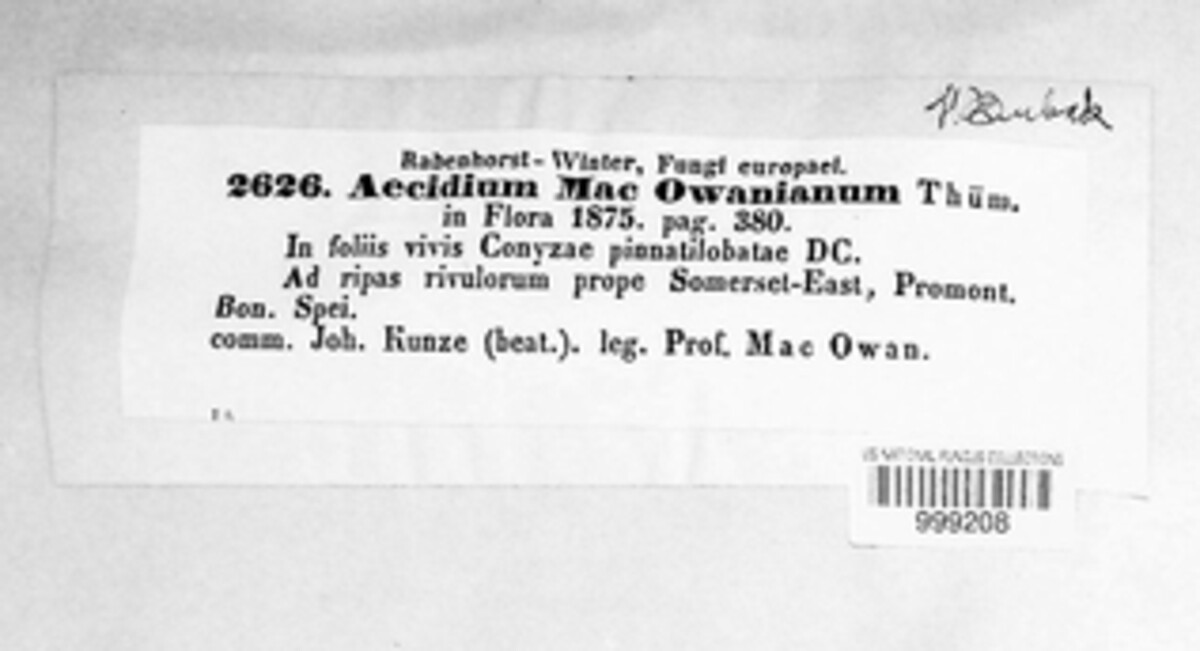 Rabenhorst-Winter, Fungi europaei.
2626. Aecidium Mac Owanianum Thüm.
in Flora 1875. pag. 380.
In foliis vivis Conyzae pinnatilobatae DC.
Ad ripas rivulorum prope Somerset-East, Promont.
Bon. Spei.
comm. Joh. Kunze (beat.). leg. Prof. Mac Owan.
US NATIONAL FUNGUS COLLECTIONS
999208